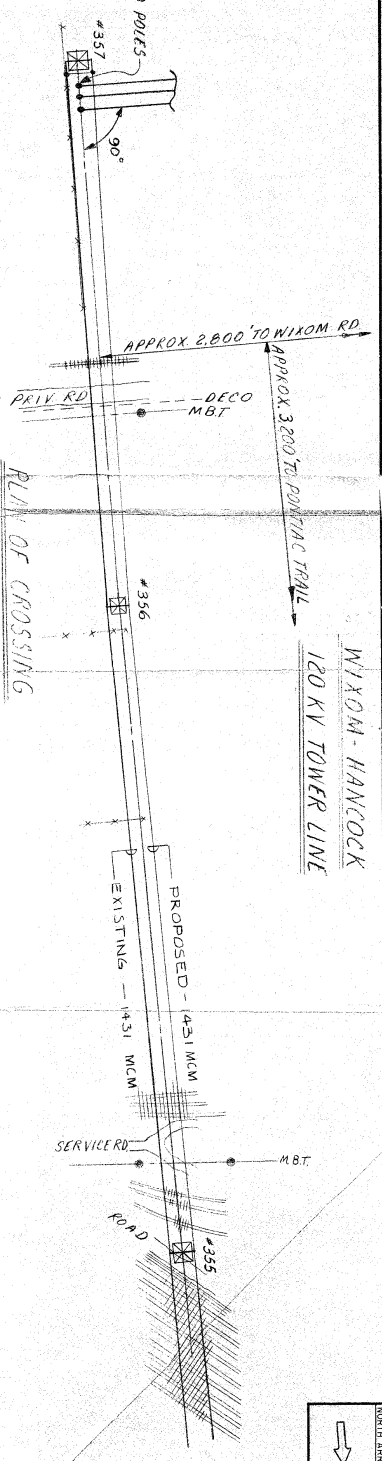 POLES
#357
90°
APPROX. 2,800' TO WIXOM RD.
APPROX. 3,200' TO PONTIAC TRAIL
PRIV. RD
DECO
M.B.T.
OF CROSSING
#356
WIXOM - HANCOCK
120 KV TOWER LINE
PROPOSED - 1431 MCM
EXISTING - 1431 MCM
SERVICE RD.
M.B.T.
ROAD
#355
NORTH